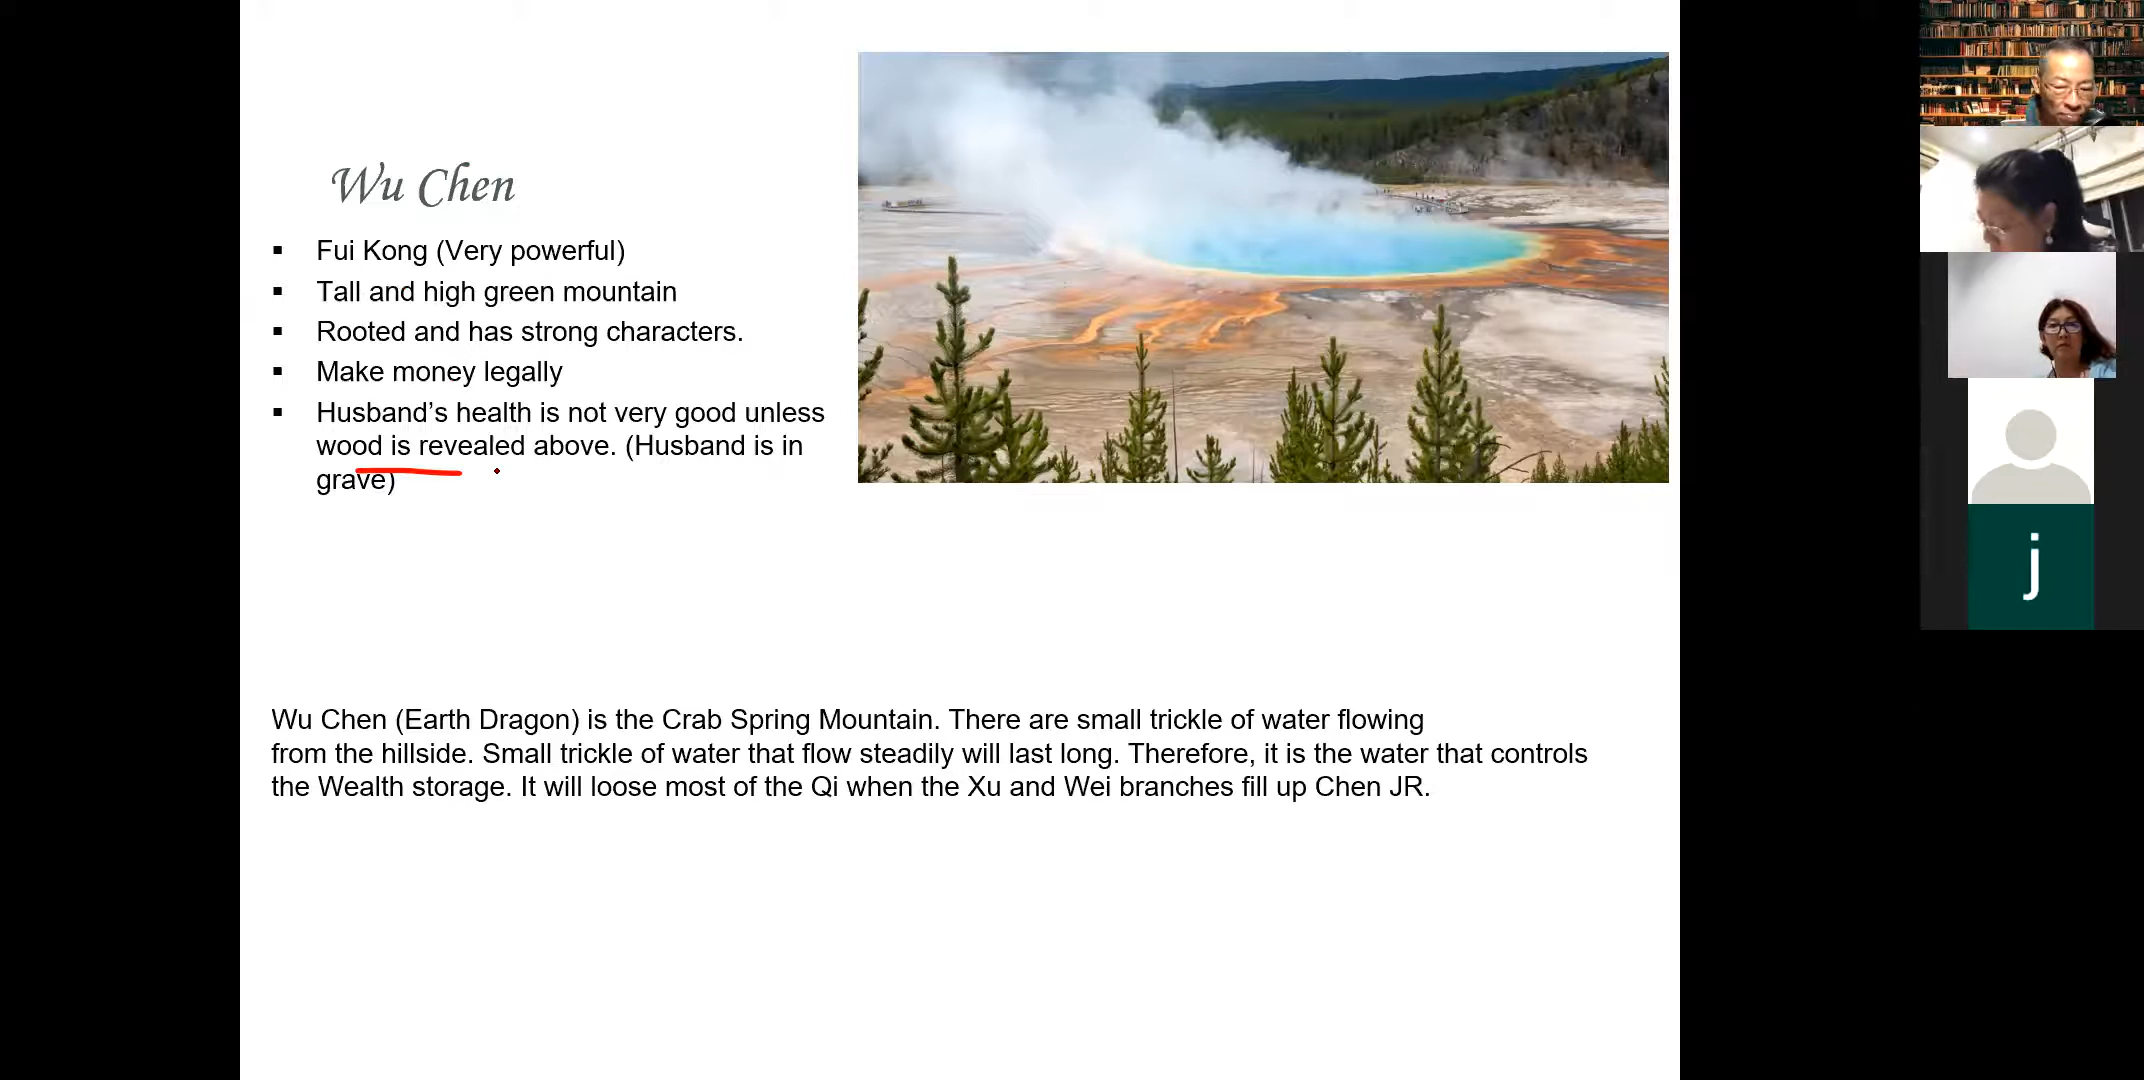 Wu Chen
▪ Fui Kong (Very powerful)
▪ Tall and high green mountain
▪ Rooted and has strong characters.
▪ Make money legally
▪ Husband’s health is not very good unless
wood is revealed above. (Husband is in
grave)
Wu Chen (Earth Dragon) is the Crab Spring Mountain. There are small trickle of water flowing
from the hillside. Small trickle of water that flow steadily will last long. Therefore, it is the water that controls
the Wealth storage. It will loose most of the Qi when the Xu and Wei branches fill up Chen JR.
j